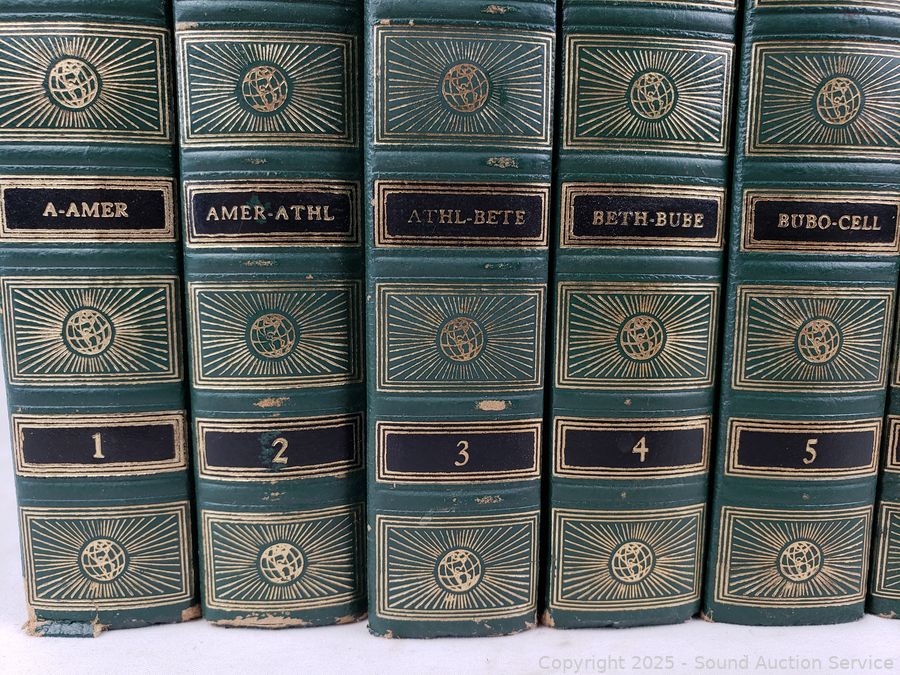 A-AMER
AMER-ATHL
ATHL-BETE
BETH-BUBE
BUBO-CELL
1
2
3
4
5
Copyright 2025 - Sound Auction Service